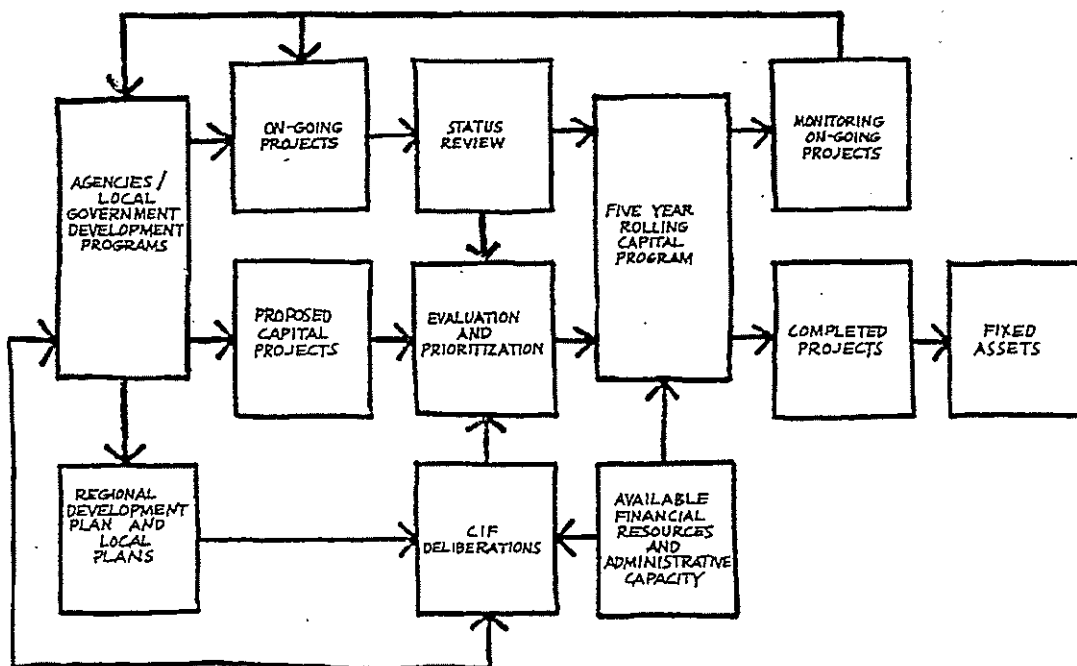 ON-GOING
PROJECTS
STATUS
REVIEW
MONITORING
ON-GOING
PROJECTS
AGENCIES/
LOCAL
GOVERNMENT
DEVELOPMENT
PROGRAMS
FIVE YEAR
ROLLING
CAPITAL
PROGRAM
PROPOSED
CAPITAL
PROJECTS
EVALUATION
AND
PRIORITIZATION
COMPLETED
PROJECTS
FIXED
ASSETS
REGIONAL
DEVELOPMENT
PLAN AND
LOCAL
PLANS
CIF
DELIBERATIONS
AVAILABLE
FINANCIAL
RESOURCES
AND
ADMINISTRATIVE
CAPACITY